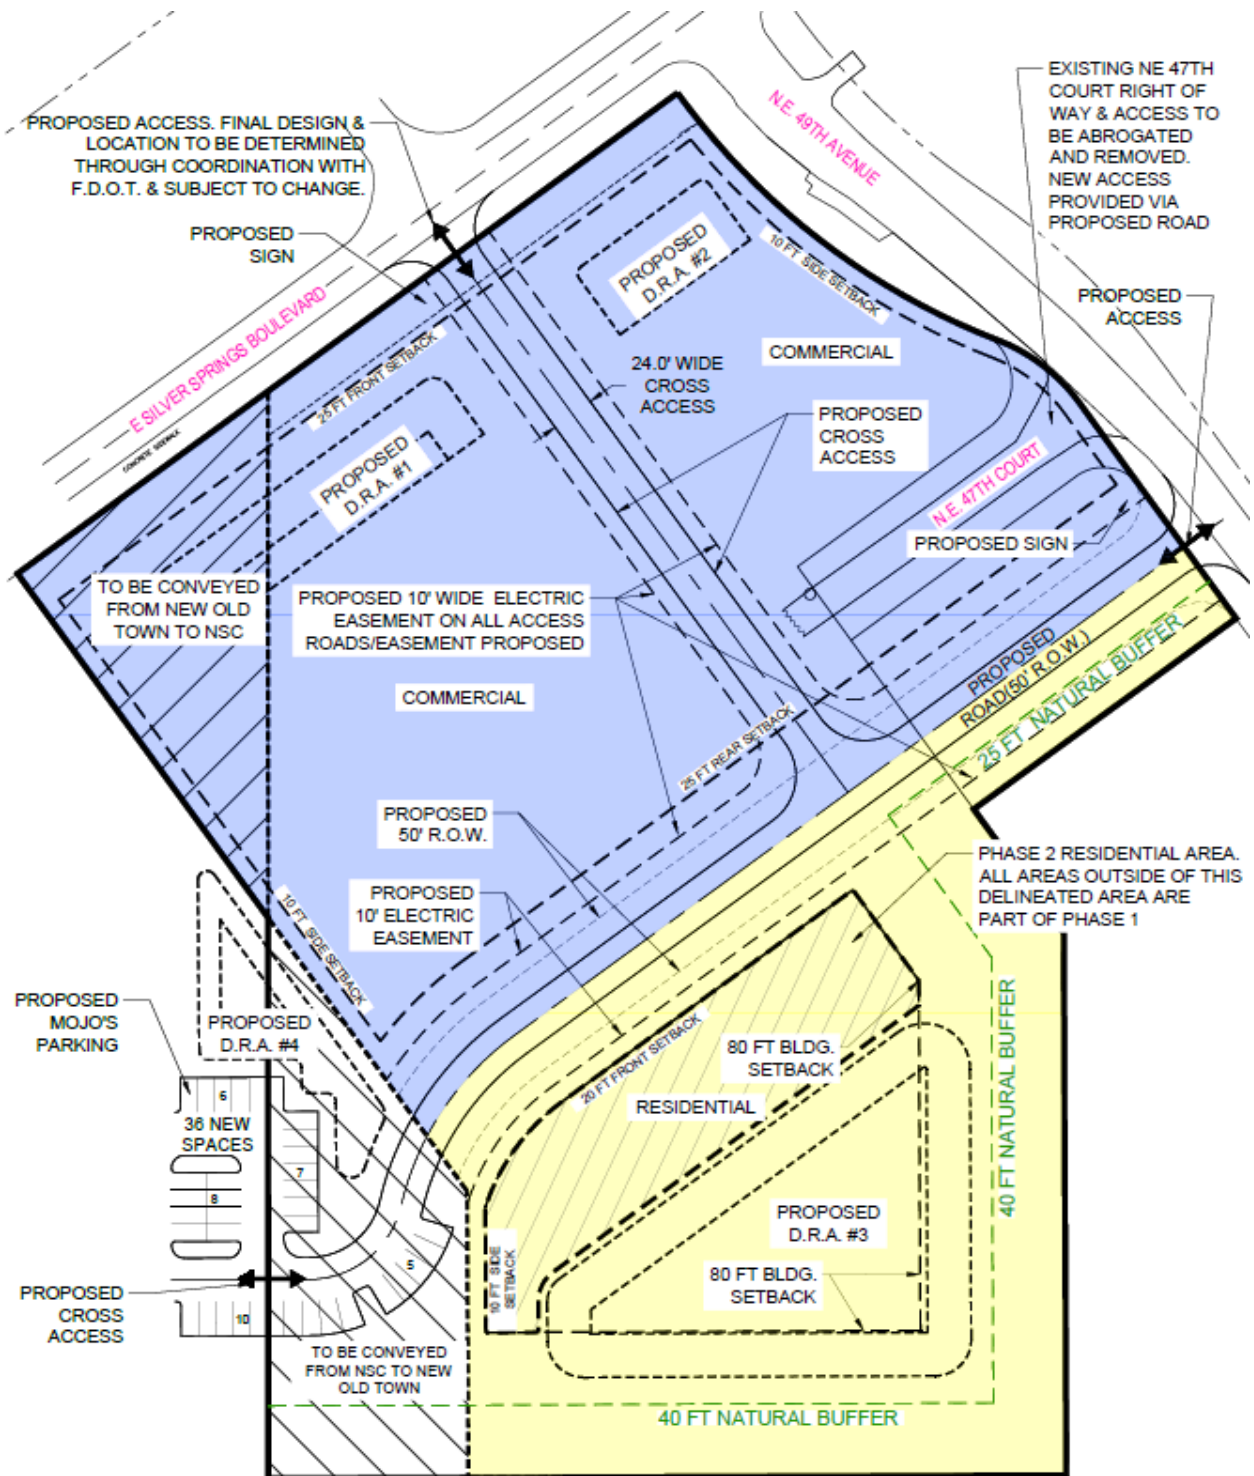 N.E. 49TH AVENUE
EXISTING NE 47TH
COURT RIGHT OF
WAY & ACCESS TO
BE ABROGATED
AND REMOVED.
NEW ACCESS
PROVIDED VIA
PROPOSED ROAD
PROPOSED ACCESS. FINAL DESIGN &
LOCATION TO BE DETERMINED
THROUGH COORDINATION WITH
F.D.O.T. & SUBJECT TO CHANGE.
PROPOSED
SIGN
PROPOSED
D.R.A. #2
10 FT SIDE SETBACK
PROPOSED
ACCESS
E SILVER SPRINGS BOULEVARD
CONCRETE SIDEWALK
25 FT FRONT SETBACK
COMMERCIAL
24.0' WIDE
CROSS
ACCESS
PROPOSED
CROSS
ACCESS
PROPOSED
D.R.A. #1
N.E. 47TH COURT
PROPOSED SIGN
TO BE CONVEYED
FROM NEW OLD
TOWN TO NSC
PROPOSED 10' WIDE ELECTRIC
EASEMENT ON ALL ACCESS
ROADS/EASEMENT PROPOSED
PROPOSED
ROAD(50' R.O.W.)
25 FT NATURAL BUFFER
COMMERCIAL
25 FT REAR SETBACK
PROPOSED
50' R.O.W.
PHASE 2 RESIDENTIAL AREA.
ALL AREAS OUTSIDE OF THIS
DELINEATED AREA ARE
PART OF PHASE 1
PROPOSED
10' ELECTRIC
EASEMENT
10 FT SIDE SETBACK
PROPOSED
MOJO'S
PARKING
PROPOSED
D.R.A. #4
20 FT FRONT SETBACK
80 FT BLDG.
SETBACK
RESIDENTIAL
40 FT NATURAL BUFFER
6
36 NEW
SPACES
7
8
5
10
PROPOSED
D.R.A. #3
10 FT SIDE
SETBACK
80 FT BLDG.
SETBACK
PROPOSED
CROSS
ACCESS
TO BE CONVEYED
FROM NSC TO NEW
OLD TOWN
40 FT NATURAL BUFFER